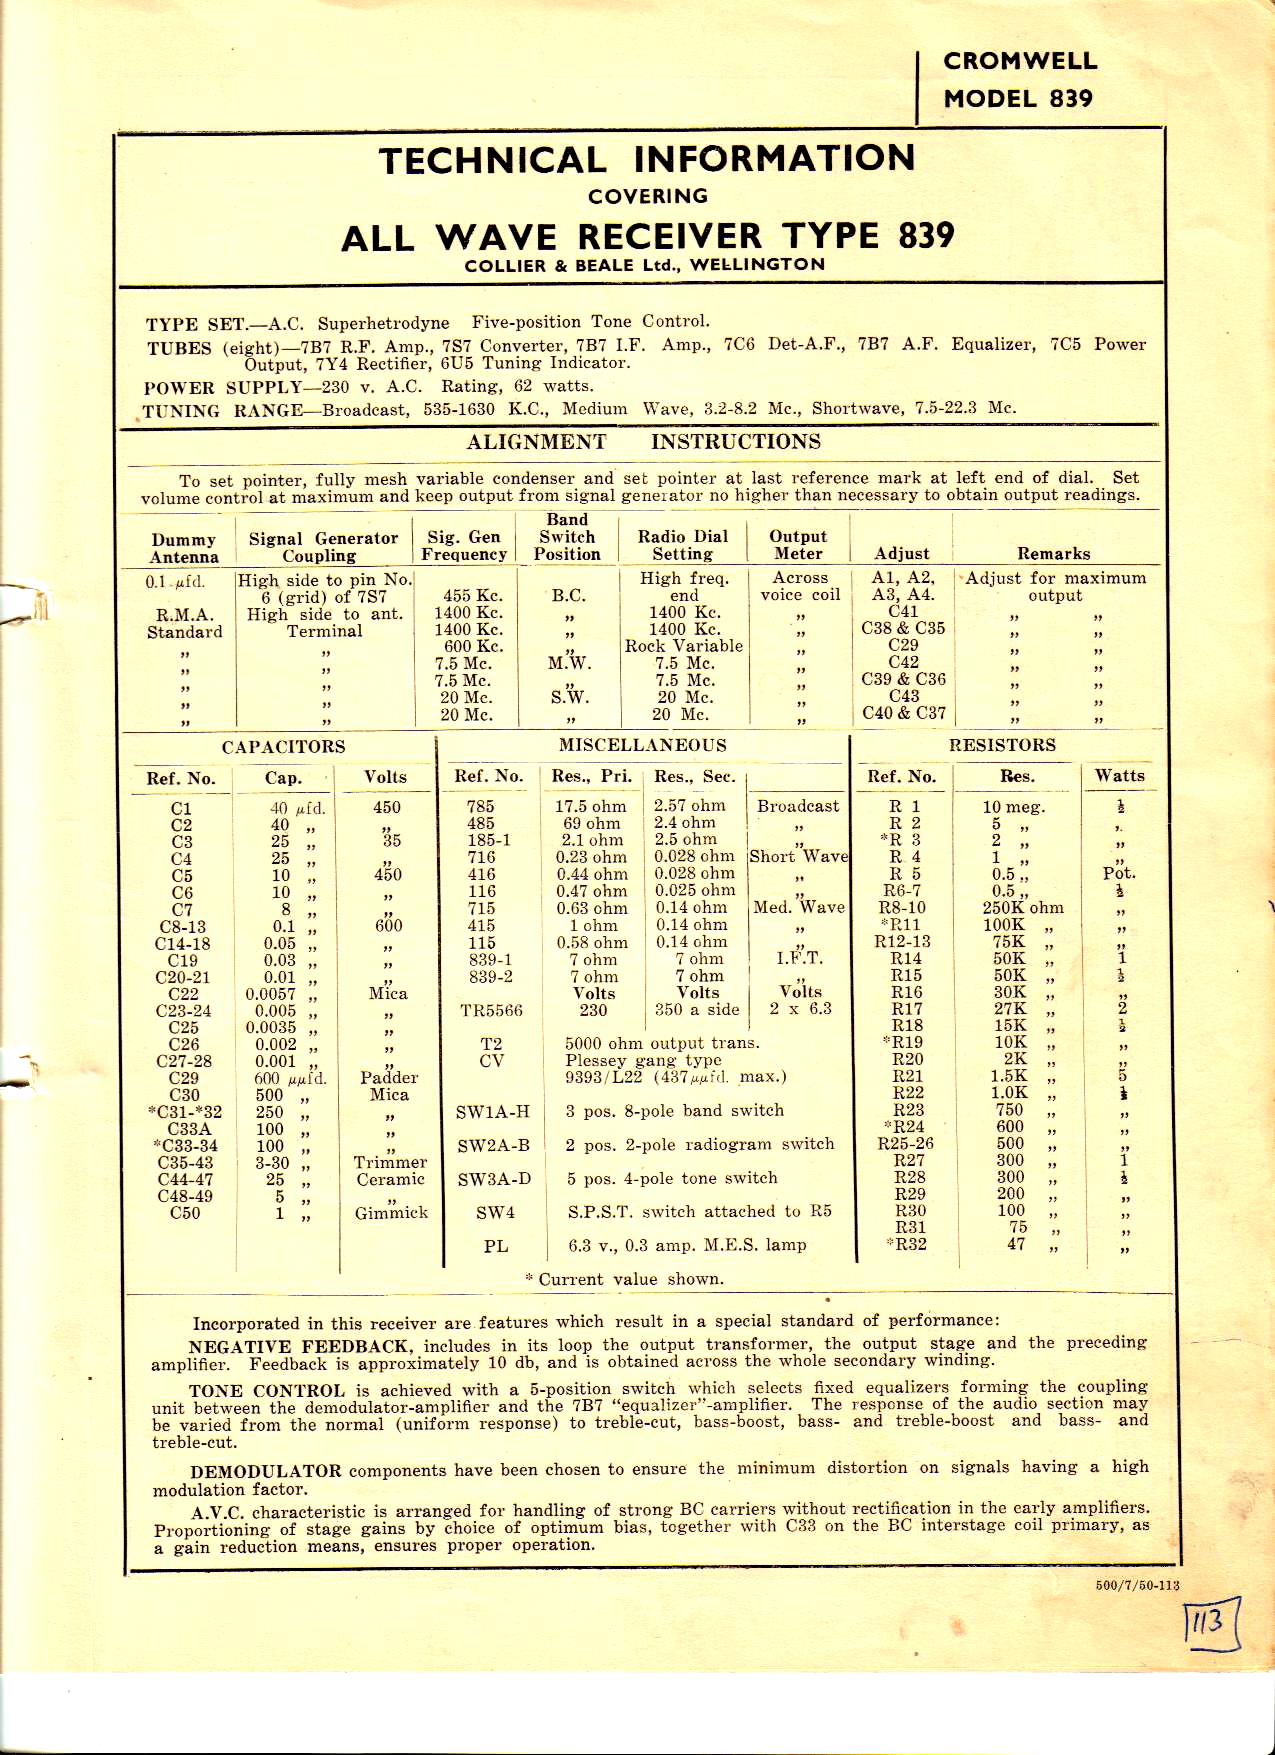 CROMWELL
MODEL 839
TECHNICAL INFORMATION
COVERING
ALL WAVE RECEIVER TYPE 839
COLLIER & BEALE Ltd., WELLINGTON
TYPE SET.—A.C. Superhetrodyne Five-position Tone Control.
TUBES (eight)—7B7 R.F. Amp., 7S7 Converter, 7B7 I.F. Amp., 7C6 Det-A.F., 7B7 A.F. Equalizer, 7C5 Power
Output, 7Y4 Rectifier, 6U5 Tuning Indicator.
POWER SUPPLY—230 v. A.C. Rating, 62 watts.
TUNING RANGE—Broadcast, 535-1630 K.C., Medium Wave, 3.2-8.2 Mc., Shortwave, 7.5-22.3 Mc.
ALIGNMENT INSTRUCTIONS
To set pointer, fully mesh variable condenser and set pointer at last reference mark at left end of dial. Set
volume control at maximum and keep output from signal generator no higher than necessary to obtain output readings.
Band
Dummy Signal Generator Sig. Gen Switch Radio Dial Output
Antenna Coupling Frequency Position Setting Meter Adjust Remarks
0.1 µfd. High side to pin No. High freq. Across A1, A2, Adjust for maximum
6 (grid) of 7S7 455 Kc. B.C. end voice coil A3, A4. output
R.M.A. High side to ant. 1400 Kc. „ 1400 Kc. „ C41 „ „
Standard Terminal 1400 Kc. „ 1400 Kc. „ C38 & C35 „ „
„ „ 600 Kc. „ Rock Variable „ C29 „ „
„ „ 7.5 Mc. M.W. 7.5 Mc. „ C42 „ „
„ „ 7.5 Mc. „ 7.5 Mc. „ C39 & C36 „ „
„ „ 20 Mc. S.W. 20 Mc. „ C43 „ „
„ „ 20 Mc. „ 20 Mc. „ C40 & C37 „ „
CAPACITORS
Ref. No. Cap. Volts
C1 40 µfd. 450
C2 40 „ „
C3 25 „ 35
C4 25 „ „
C5 10 „ 450
C6 10 „ „
C7 8 „ „
C8-13 0.1 „ 600
C14-18 0.05 „ „
C19 0.03 „ „
C20-21 0.01 „ „
C22 0.0057 „ Mica
C23-24 0.005 „ „
C25 0.0035 „ „
C26 0.002 „ „
C27-28 0.001 „ „
C29 600 µµfd. Padder
C30 500 „ Mica
*C31-*32 250 „ „
C33A 100 „ „
*C33-34 100 „ „
C35-43 3-30 „ Trimmer
C44-47 25 „ Ceramic
C48-49 5 „ „
C50 1 „ Gimmick
MISCELLANEOUS
Ref. No. Res., Pri. Res., Sec.
785 17.5 ohm 2.57 ohm Broadcast
485 69 ohm 2.4 ohm „
185-1 2.1 ohm 2.5 ohm „
716 0.23 ohm 0.028 ohm Short Wave
416 0.44 ohm 0.028 ohm „
116 0.47 ohm 0.025 ohm „
715 0.63 ohm 0.14 ohm Med. Wave
415 1 ohm 0.14 ohm „
115 0.58 ohm 0.14 ohm „
839-1 7 ohm 7 ohm I.F.T.
839-2 7 ohm 7 ohm „
Volts Volts Volts
TR5566 230 350 a side 2 x 6.3
T2 5000 ohm output trans.
CV Plessey gang type
9393/L22 (437µµfd. max.)
SW1A-H 3 pos. 8-pole band switch
SW2A-B 2 pos. 2-pole radiogram switch
SW3A-D 5 pos. 4-pole tone switch
SW4 S.P.S.T. switch attached to R5
PL 6.3 v., 0.3 amp. M.E.S. lamp
RESISTORS
Ref. No. Res. Watts
R 1 10 meg. ½
R 2 5 „ „
*R 3 2 „ „
R 4 1 „ „
R 5 0.5 „ Pot.
R6-7 0.5 „ ½
R8-10 250K ohm „
*R11 100K „ „
R12-13 75K „ „
R14 50K „ 1
R15 50K „ ½
R16 30K „ „
R17 27K „ 2
R18 15K „ ½
*R19 10K „ „
R20 2K „ „
R21 1.5K „ 5
R22 1.0K „ ½
R23 750 „ „
*R24 600 „ „
R25-26 500 „ „
R27 300 „ 1
R28 300 „ ½
R29 200 „ „
R30 100 „ „
R31 75 „ „
*R32 47 „ „
* Current value shown.
Incorporated in this receiver are features which result in a special standard of performance:
NEGATIVE FEEDBACK, includes in its loop the output transformer, the output stage and the preceding
amplifier. Feedback is approximately 10 db, and is obtained across the whole secondary winding.
TONE CONTROL is achieved with a 5-position switch which selects fixed equalizers forming the coupling
unit between the demodulator-amplifier and the 7B7 “equalizer”-amplifier. The response of the audio section may
be varied from the normal (uniform response) to treble-cut, bass-boost, bass- and treble-boost and bass- and
treble-cut.
DEMODULATOR components have been chosen to ensure the minimum distortion on signals having a high
modulation factor.
A.V.C. characteristic is arranged for handling of strong BC carriers without rectification in the early amplifiers.
Proportioning of stage gains by choice of optimum bias, together with C33 on the BC interstage coil primary, as
a gain reduction means, ensures proper operation.
500/7/50-113
113